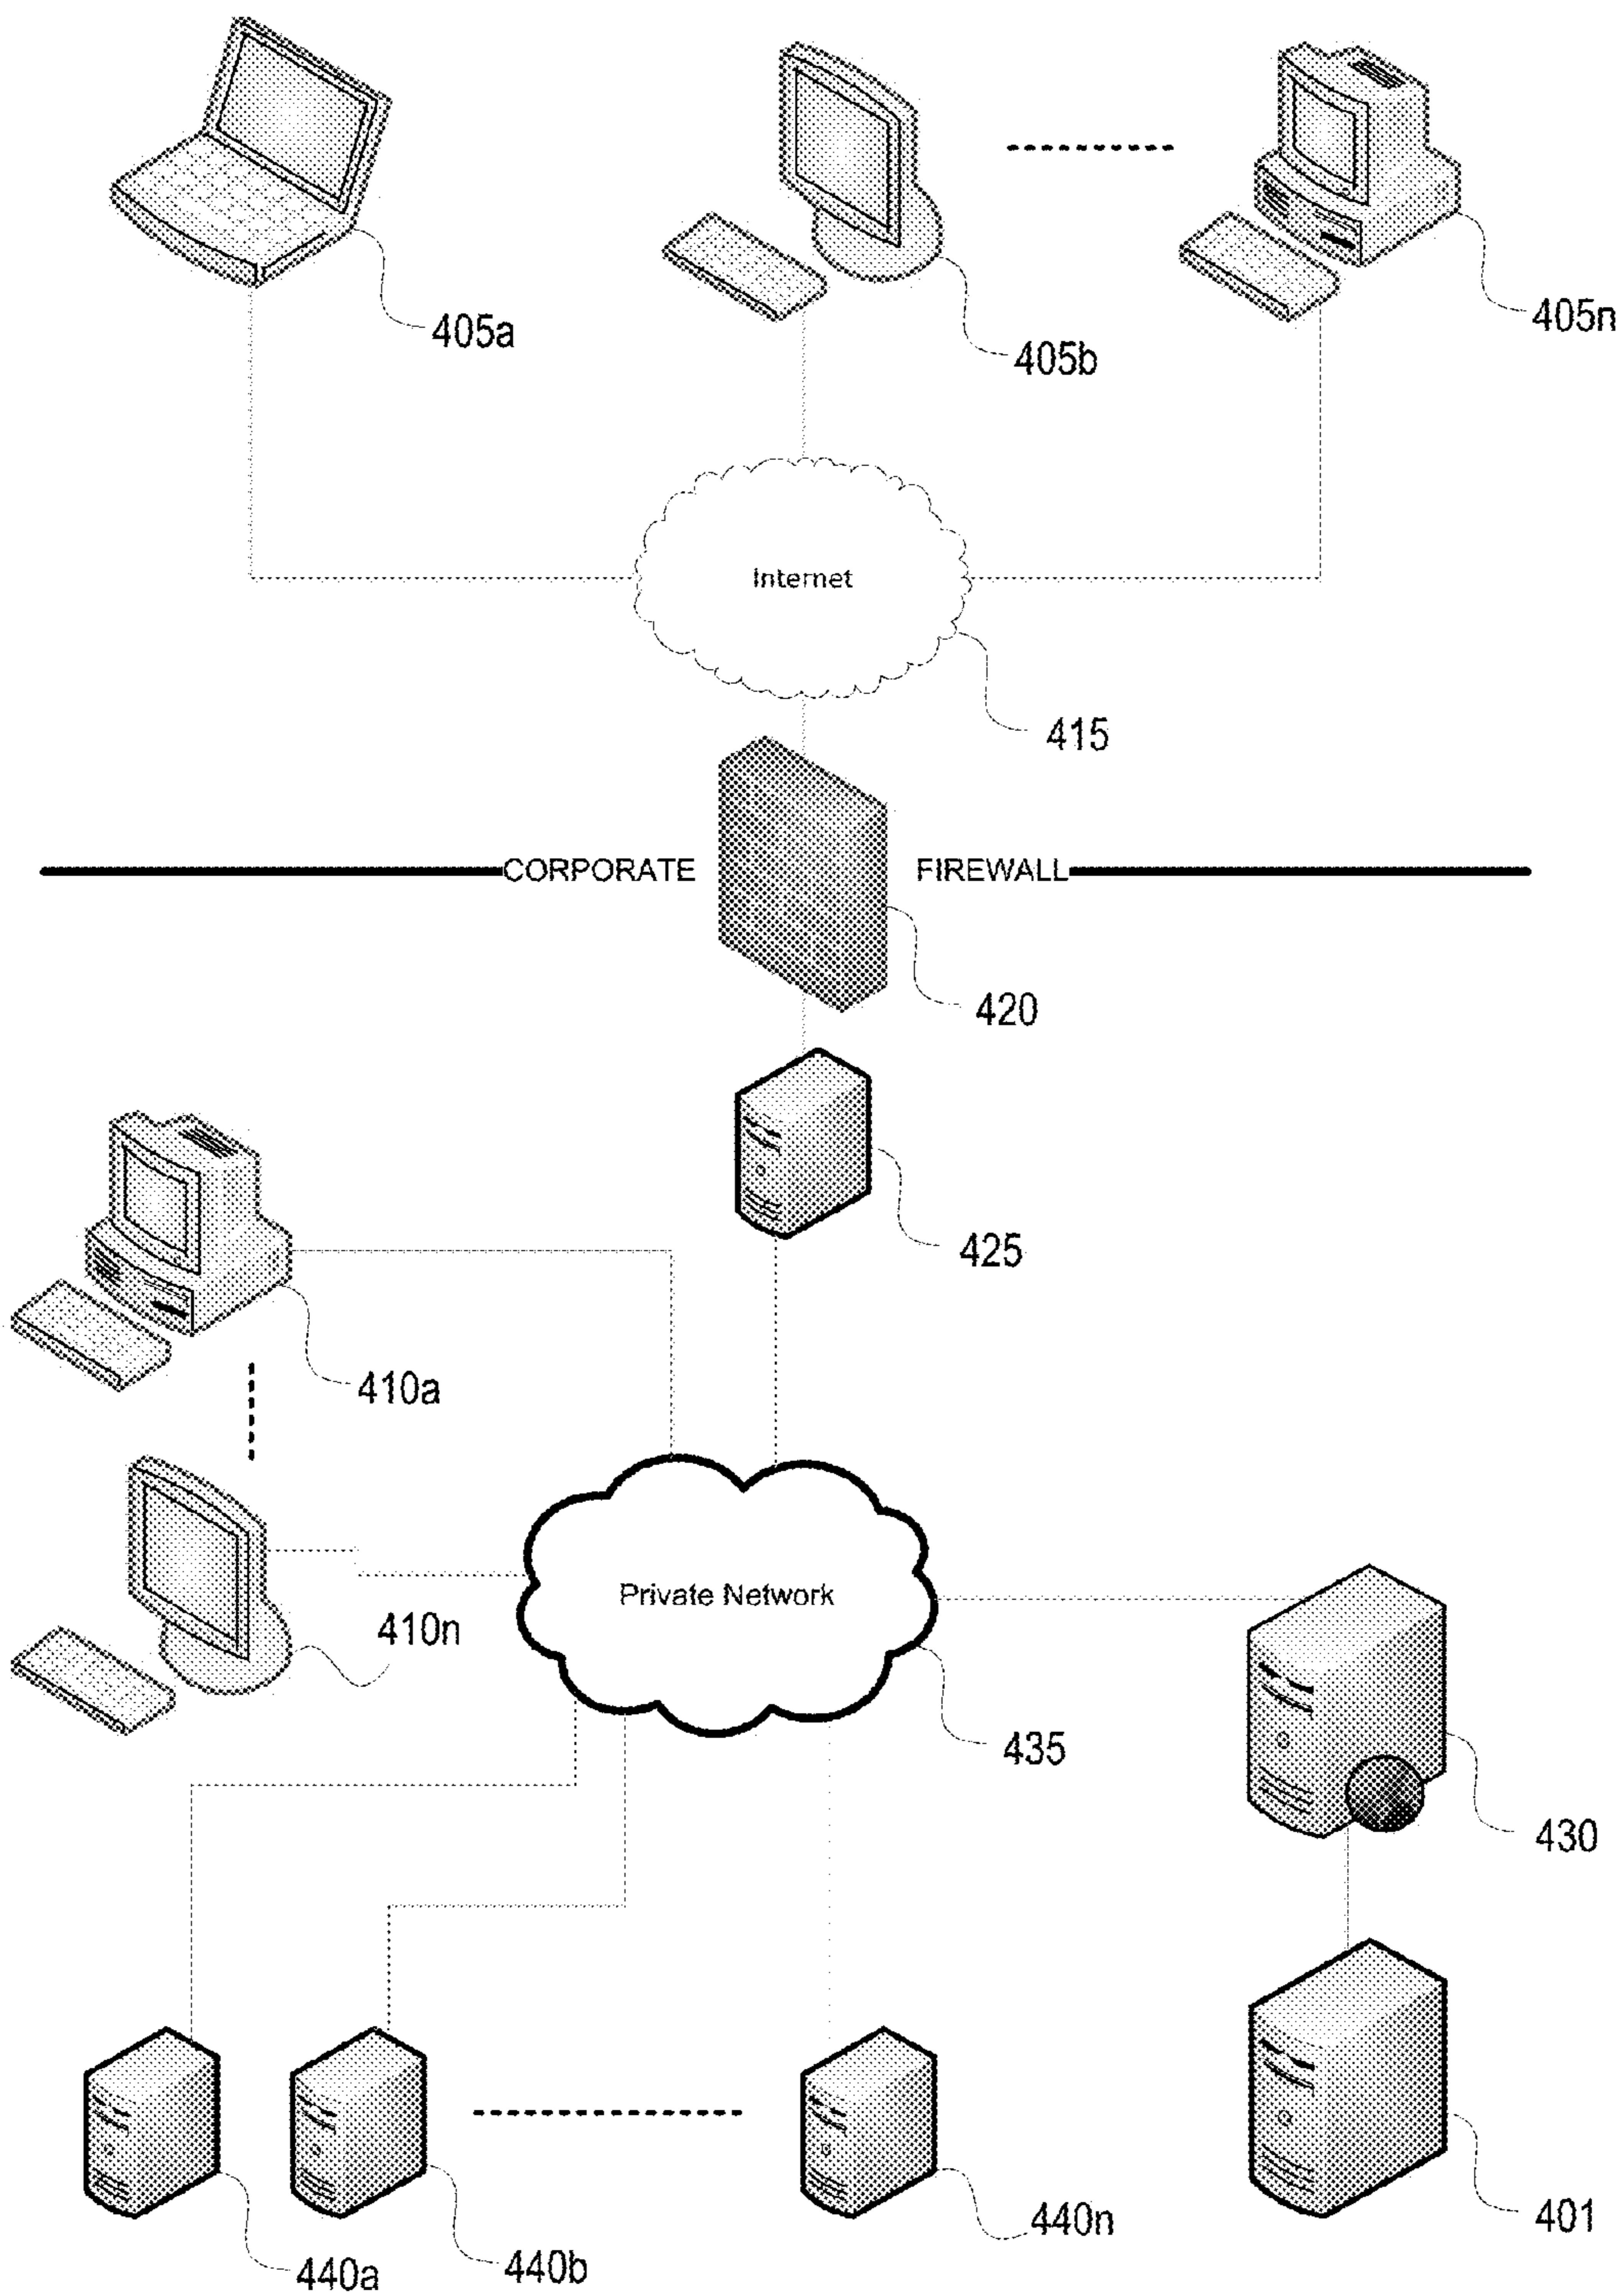 405a
405b
405n
Internet
415
CORPORATE FIREWALL
420
425
410a
Private Network
410n
435
430
401
440n
440b
440a